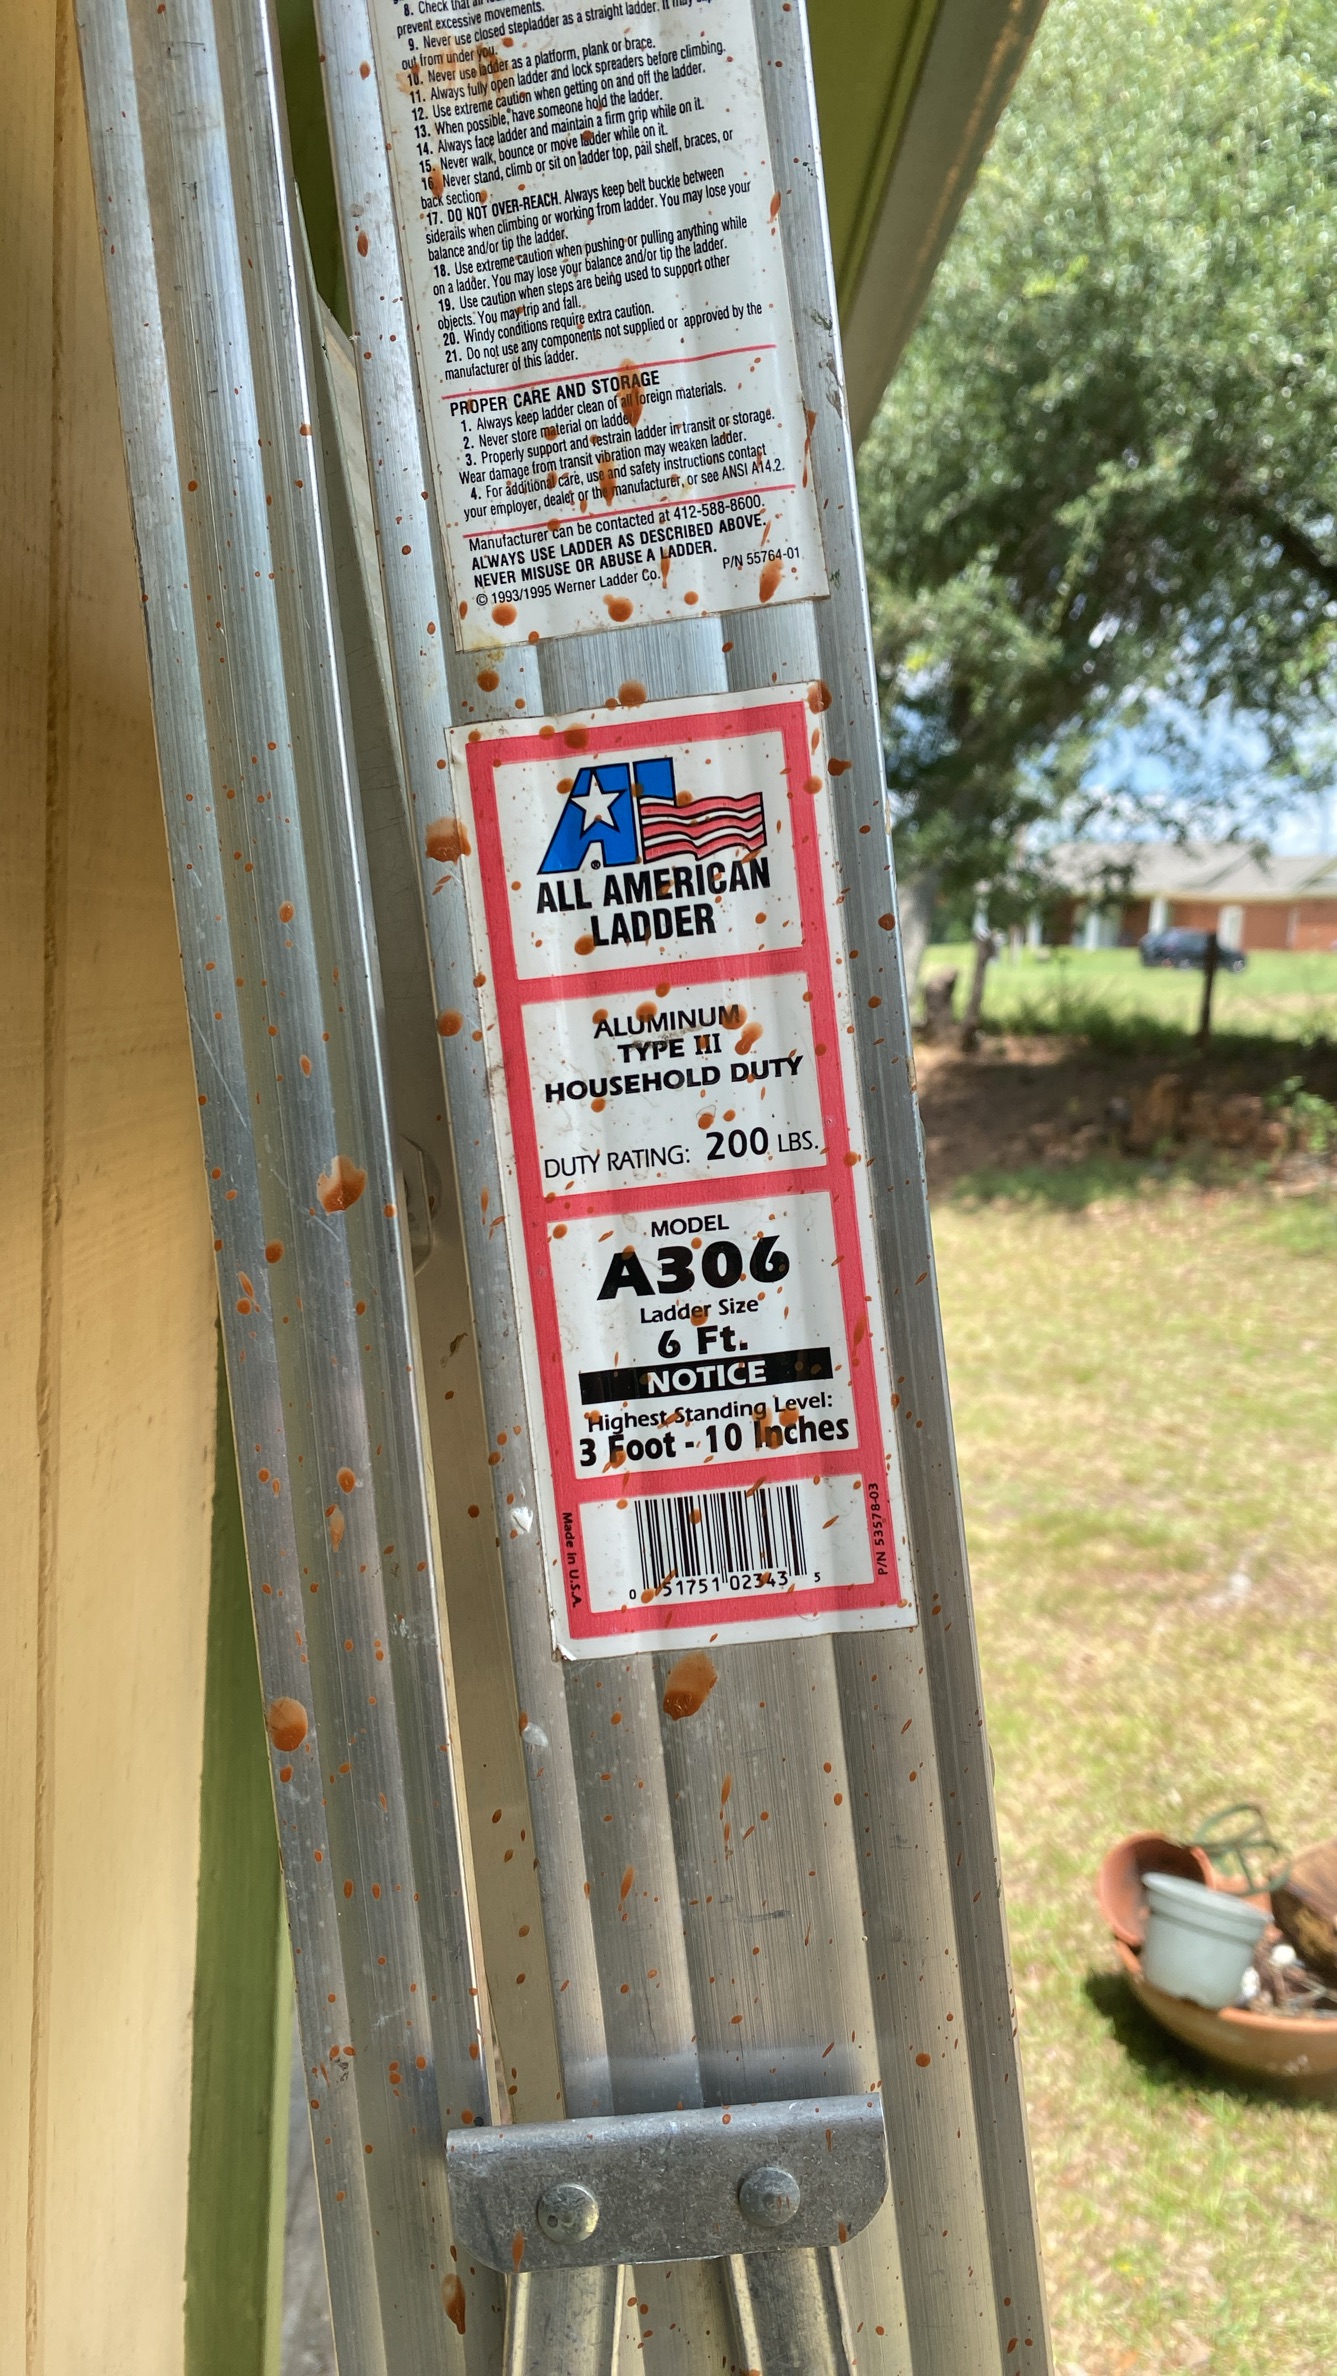 8. Check that all
prevent excessive movements.
9. Never use closed stepladder as a straight ladder. It may
out from under you.
10. Never use ladder as a platform, plank or brace.
11. Always fully open ladder and lock spreaders before climbing.
12. Use extreme caution when getting on and off the ladder.
13. When possible, have someone hold the ladder.
14. Always face ladder and maintain a firm grip while on it.
15. Never walk, bounce or move ladder while on it.
16. Never stand, climb or sit on ladder top, pail shelf, braces, or
back section.
17. DO NOT OVER-REACH. Always keep belt buckle between
siderails when climbing or working from ladder. You may lose your
balance and/or tip the ladder.
18. Use extreme caution when pushing or pulling anything while
on a ladder. You may lose your balance and/or tip the ladder.
19. Use caution when steps are being used to support other
objects. You may trip and fall.
20. Windy conditions require extra caution.
21. Do not use any components not supplied or approved by the
manufacturer of this ladder.
PROPER CARE AND STORAGE
1. Always keep ladder clean of all foreign materials.
2. Never store material on ladder.
3. Properly support and restrain ladder in transit or storage.
Wear damage from transit vibration may weaken ladder.
4. For additional care, use and safety instructions contact
your employer, dealer or the manufacturer, or see ANSI A14.2.
Manufacturer can be contacted at 412-588-8600.
ALWAYS USE LADDER AS DESCRIBED ABOVE.
NEVER MISUSE OR ABUSE A LADDER.
© 1993/1995 Werner Ladder Co. P/N 55764-01
AL
®
ALL AMERICAN
LADDER
ALUMINUM
TYPE III
HOUSEHOLD DUTY
DUTY RATING: 200 LBS.
MODEL
A306
Ladder Size
6 Ft.
NOTICE
Highest Standing Level:
3 Foot - 10 Inches
Made in U.S.A.
P/N 53578-03
0 51751 02343 5